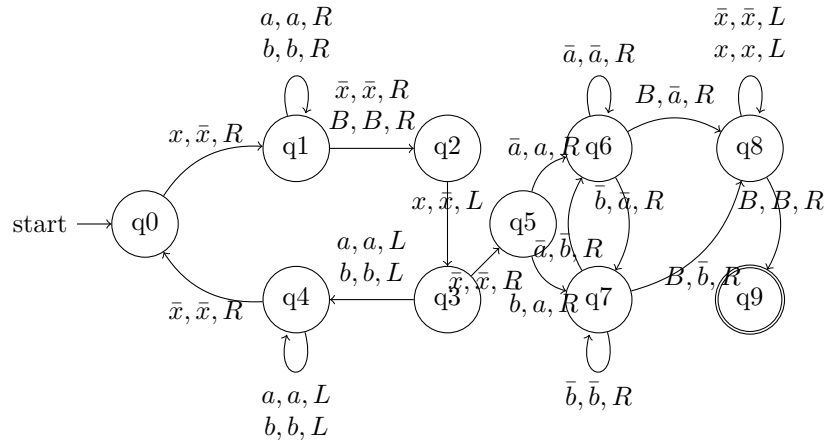 a, a, R
b, b, R
x̄, x̄, R
B, B, R
x, x̄, R
q1
q2
x, x̄, L
start
q0
a, a, L
b, b, L
q4
q3
x̄, x̄, R
a, a, L
b, b, L
x̄, x̄, R
q5
ā, a, R
b̄, a, R
ā, ā, R
q6
b̄, ā, R
ā, b̄, R
q7
b̄, b̄, R
B, ā, R
B, b̄, R
x̄, x̄, L
x, x, L
q8
B, B, R
q9